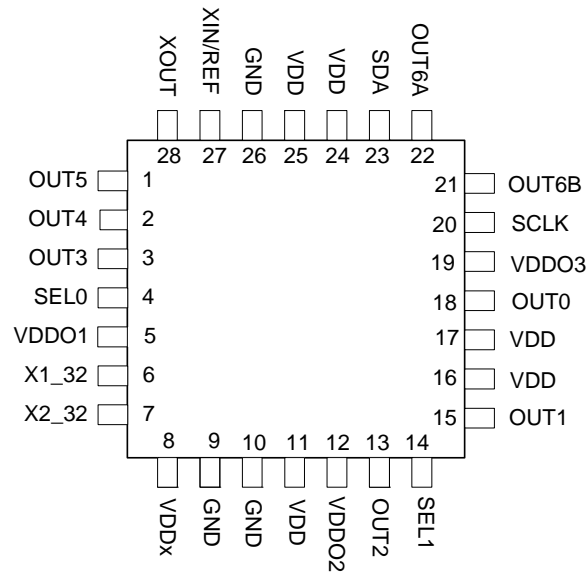 XOUT
XIN/REF
GND
VDD
VDD
SDA
OUT6A
28
27
26
25
24
23
22
OUT5 1
OUT4 2
OUT3 3
SEL0 4
VDDO1 5
X1_32 6
X2_32 7
21 OUT6B
20 SCLK
19 VDDO3
18 OUT0
17 VDD
16 VDD
15 OUT1
8
9
10
11
12
13
14
VDDx
GND
GND
VDD
VDDO2
OUT2
SEL1